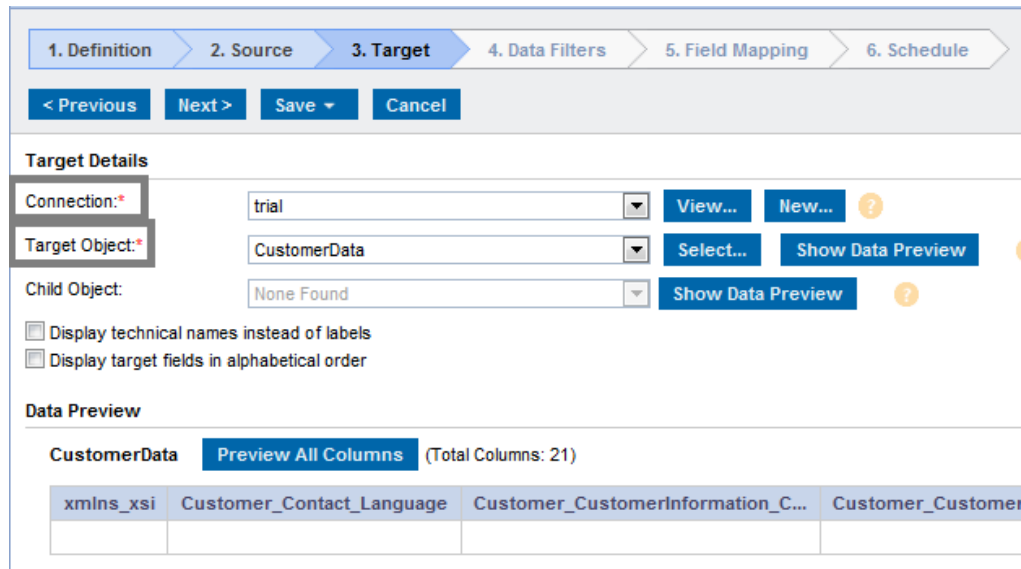 1. Definition 2. Source 3. Target 4. Data Filters 5. Field Mapping 6. Schedule
< Previous Next > Save Cancel
Target Details
Connection:* trial View... New... ?
Target Object:* CustomerData Select... Show Data Preview
Child Object: None Found Show Data Preview ?
Display technical names instead of labels
Display target fields in alphabetical order
Data Preview
CustomerData Preview All Columns (Total Columns: 21)
xmlns_xsi Customer_Contact_Language Customer_CustomerInformation_C... Customer_Customer